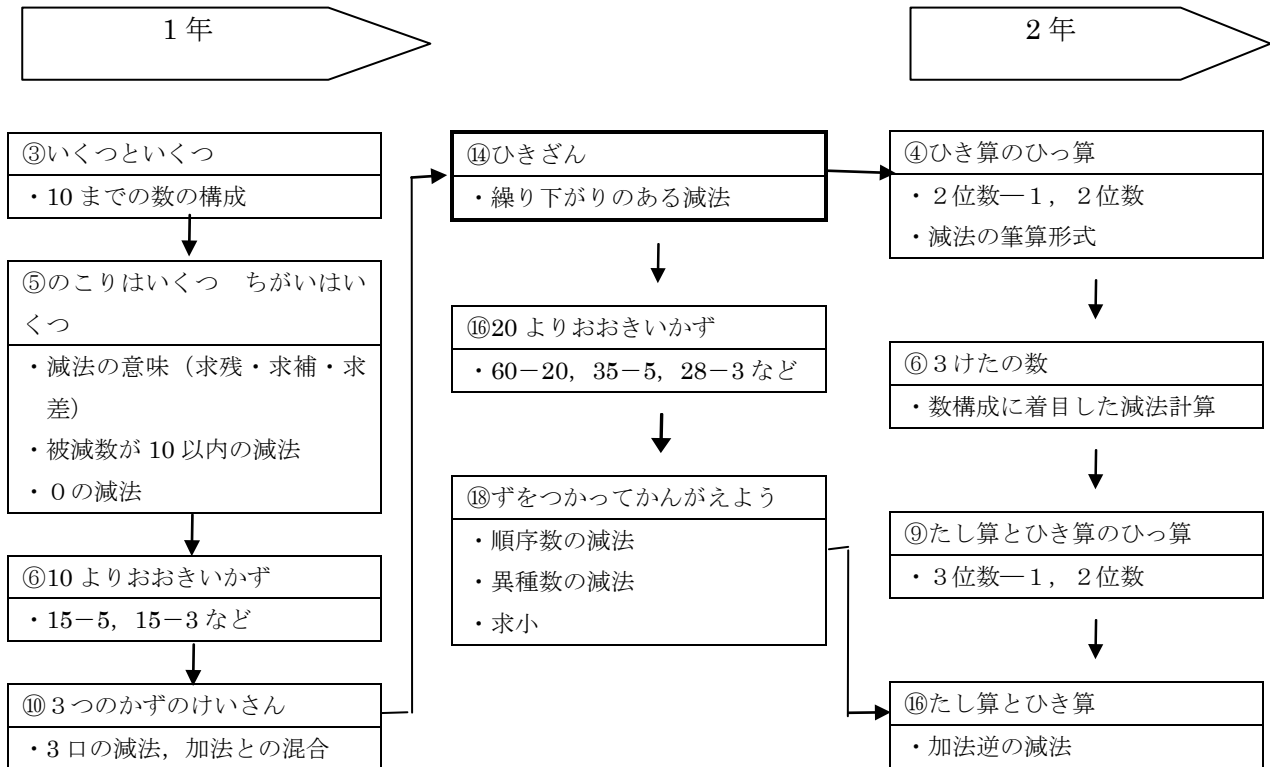 1年
2年
③いくつといくつ
・10までの数の構成
⑤のこりはいくつ　ちがいはい
くつ
・減法の意味（求残・求補・求
差）
・被減数が10以内の減法
・０の減法
⑥10よりおおきいかず
・15－5，15－3など
⑩３つのかずのけいさん
・3口の減法，加法との混合
⑭ひきざん
・繰り下がりのある減法
⑯20よりおおきいかず
・60－20，35－5，28－3など
⑱ずをつかってかんがえよう
・順序数の減法
・異種数の減法
・求小
④ひき算のひっ算
・２位数―１，２位数
・減法の筆算形式
⑥３けたの数
・数構成に着目した減法計算
⑨たし算とひき算のひっ算
・３位数―１，２位数
⑯たし算とひき算
・加法逆の減法